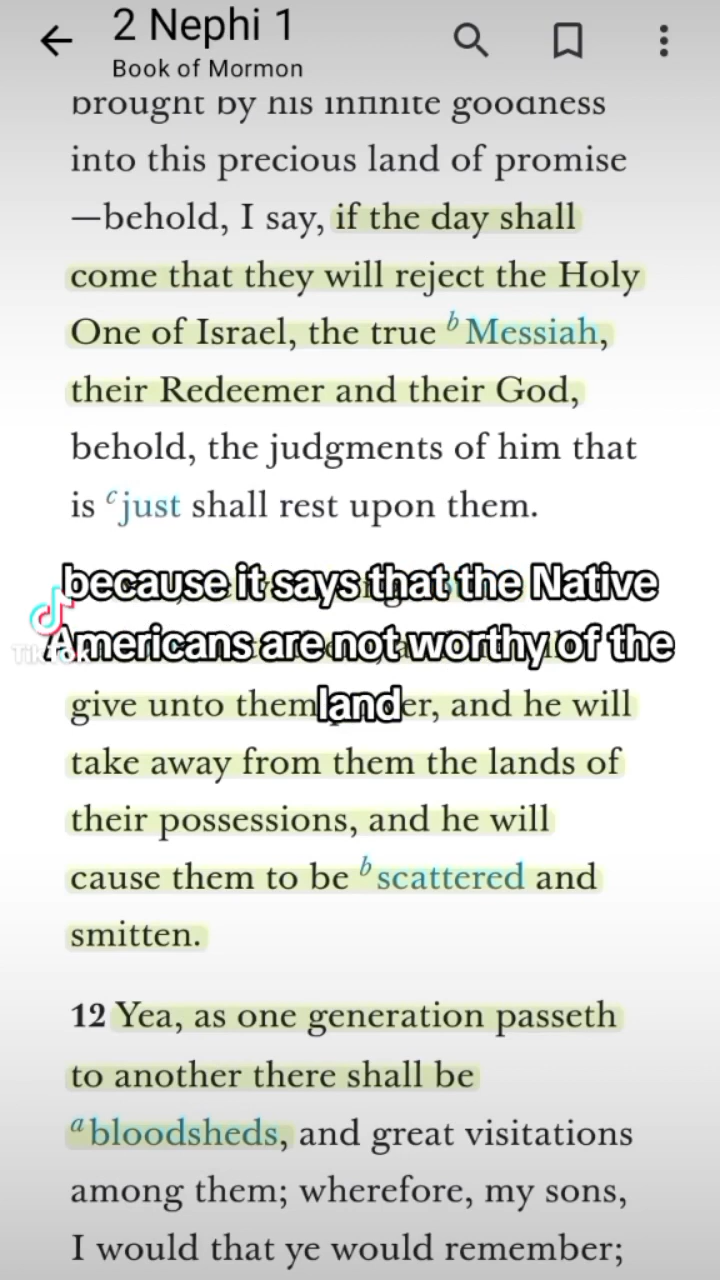 2 Nephi 1
Book of Mormon
brought by his infinite goodness
into this precious land of promise
—behold, I say, if the day shall
come that they will reject the Holy
One of Israel, the true b Messiah,
their Redeemer and their God,
behold, the judgments of him that
is c just shall rest upon them.
because it says that the Native
Americans are not worthy of the
land
TikTok
give unto them and he will
take away from them the lands of
their possessions, and he will
cause them to be b scattered and
smitten.
12 Yea, as one generation passeth
to another there shall be
a bloodsheds, and great visitations
among them; wherefore, my sons,
I would that ye would remember;